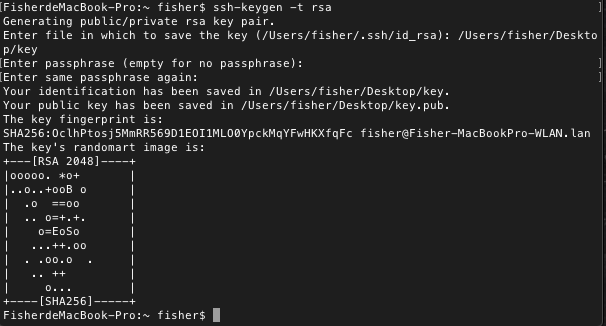 [FisherdeMacBook-Pro:~ fisher$ ssh-keygen -t rsa ]
Generating public/private rsa key pair.
Enter file in which to save the key (/Users/fisher/.ssh/id_rsa): /Users/fisher/Deskto
p/key ]
[Enter passphrase (empty for no passphrase): ]
[Enter same passphrase again: ]
Your identification has been saved in /Users/fisher/Desktop/key.
Your public key has been saved in /Users/fisher/Desktop/key.pub.
The key fingerprint is:
SHA256:OclhPtosj5MmRR569D1EOI1MLO0YpckMqYFwHKXfqFc fisher@Fisher-MacBookPro-WLAN.lan
The key's randomart image is:
+---[RSA 2048]----+
|ooooo. *o+       |
|..o..+ooB o      |
|  .o  ==oo       |
|  .. o=+.+.      |
|    o=EoSo       |
|   ...++.oo      |
|  . .oo.o  .     |
|   .. ++         |
|     o...        |
+----[SHA256]-----+
FisherdeMacBook-Pro:~ fisher$